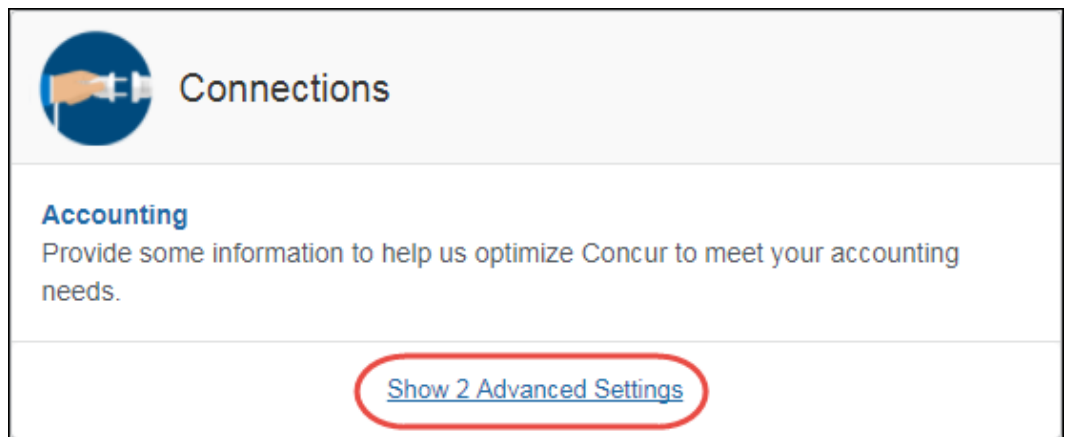 Connections
Accounting
Provide some information to help us optimize Concur to meet your accounting
needs.
Show 2 Advanced Settings